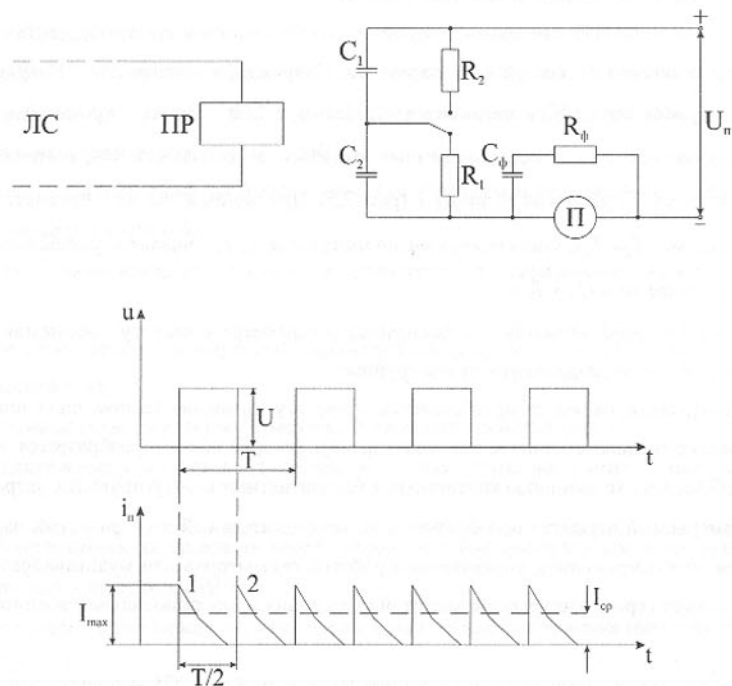 +
C₁
R₂
ЛС
ПР
Uп
C₂
R₁
Cф
Rф
П
−
u
U
T
t
iп
1
2
Imax
Iср
T/2
t